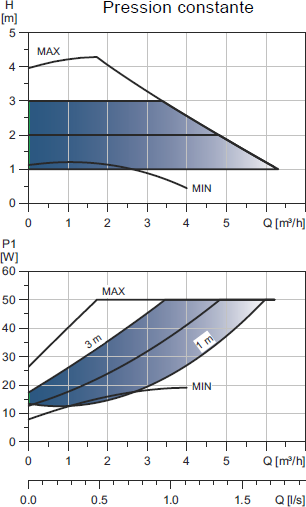 H
[m]
Pression constante
5
MAX
4
3
2
1
MIN
0
0 1 2 3 4 5 Q [m³/h]
P1
[W]
60
MAX
50
40
3 m
1 m
30
20
MIN
10
0
0 1 2 3 4 5 Q [m³/h]
0.0 0.5 1.0 1.5 Q [l/s]